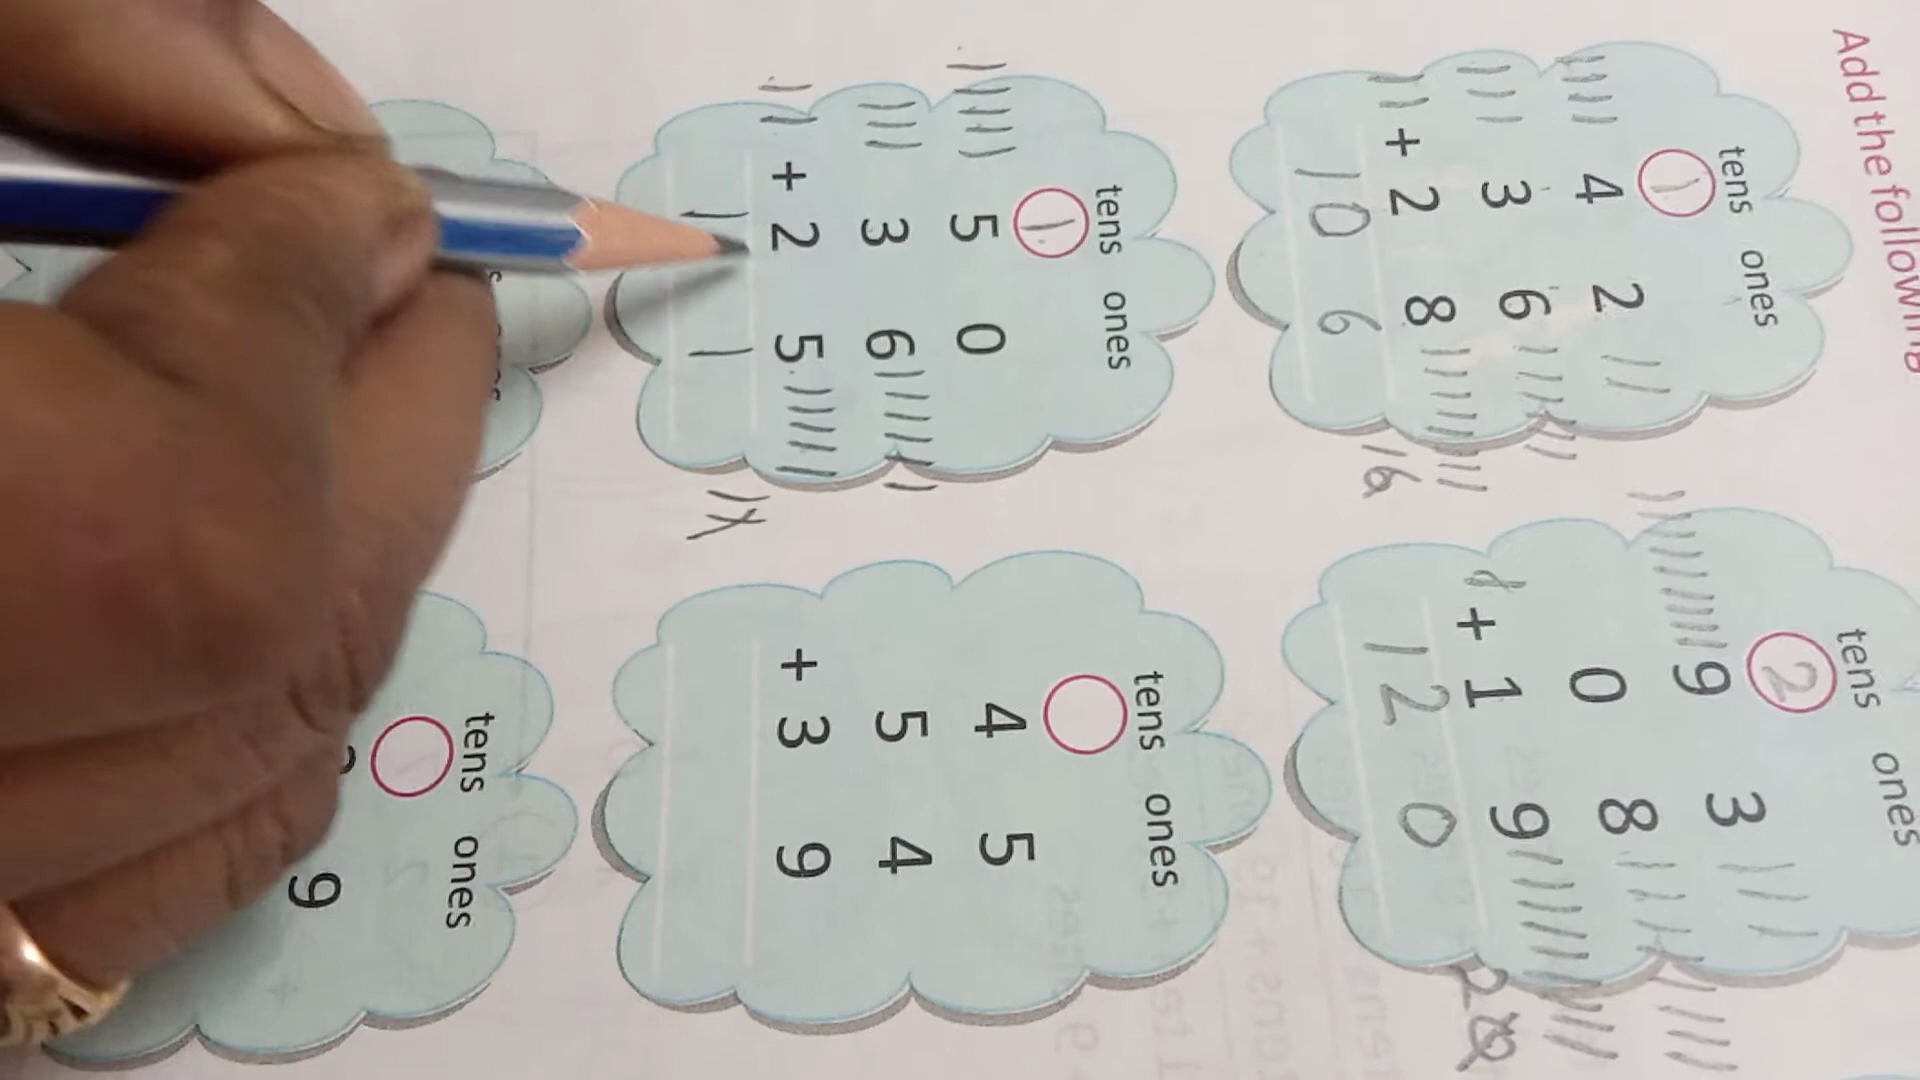 Add the following
tens ones
1
4 2
3 6
+ 2 8
10 6
16
tens ones
2
9 3
0 8
+ 1 9
12 0
20
tens ones
1
5 0
3 6
+ 2 5
1 1
11
tens ones
4 5
5 4
+ 3 9
tens ones
9